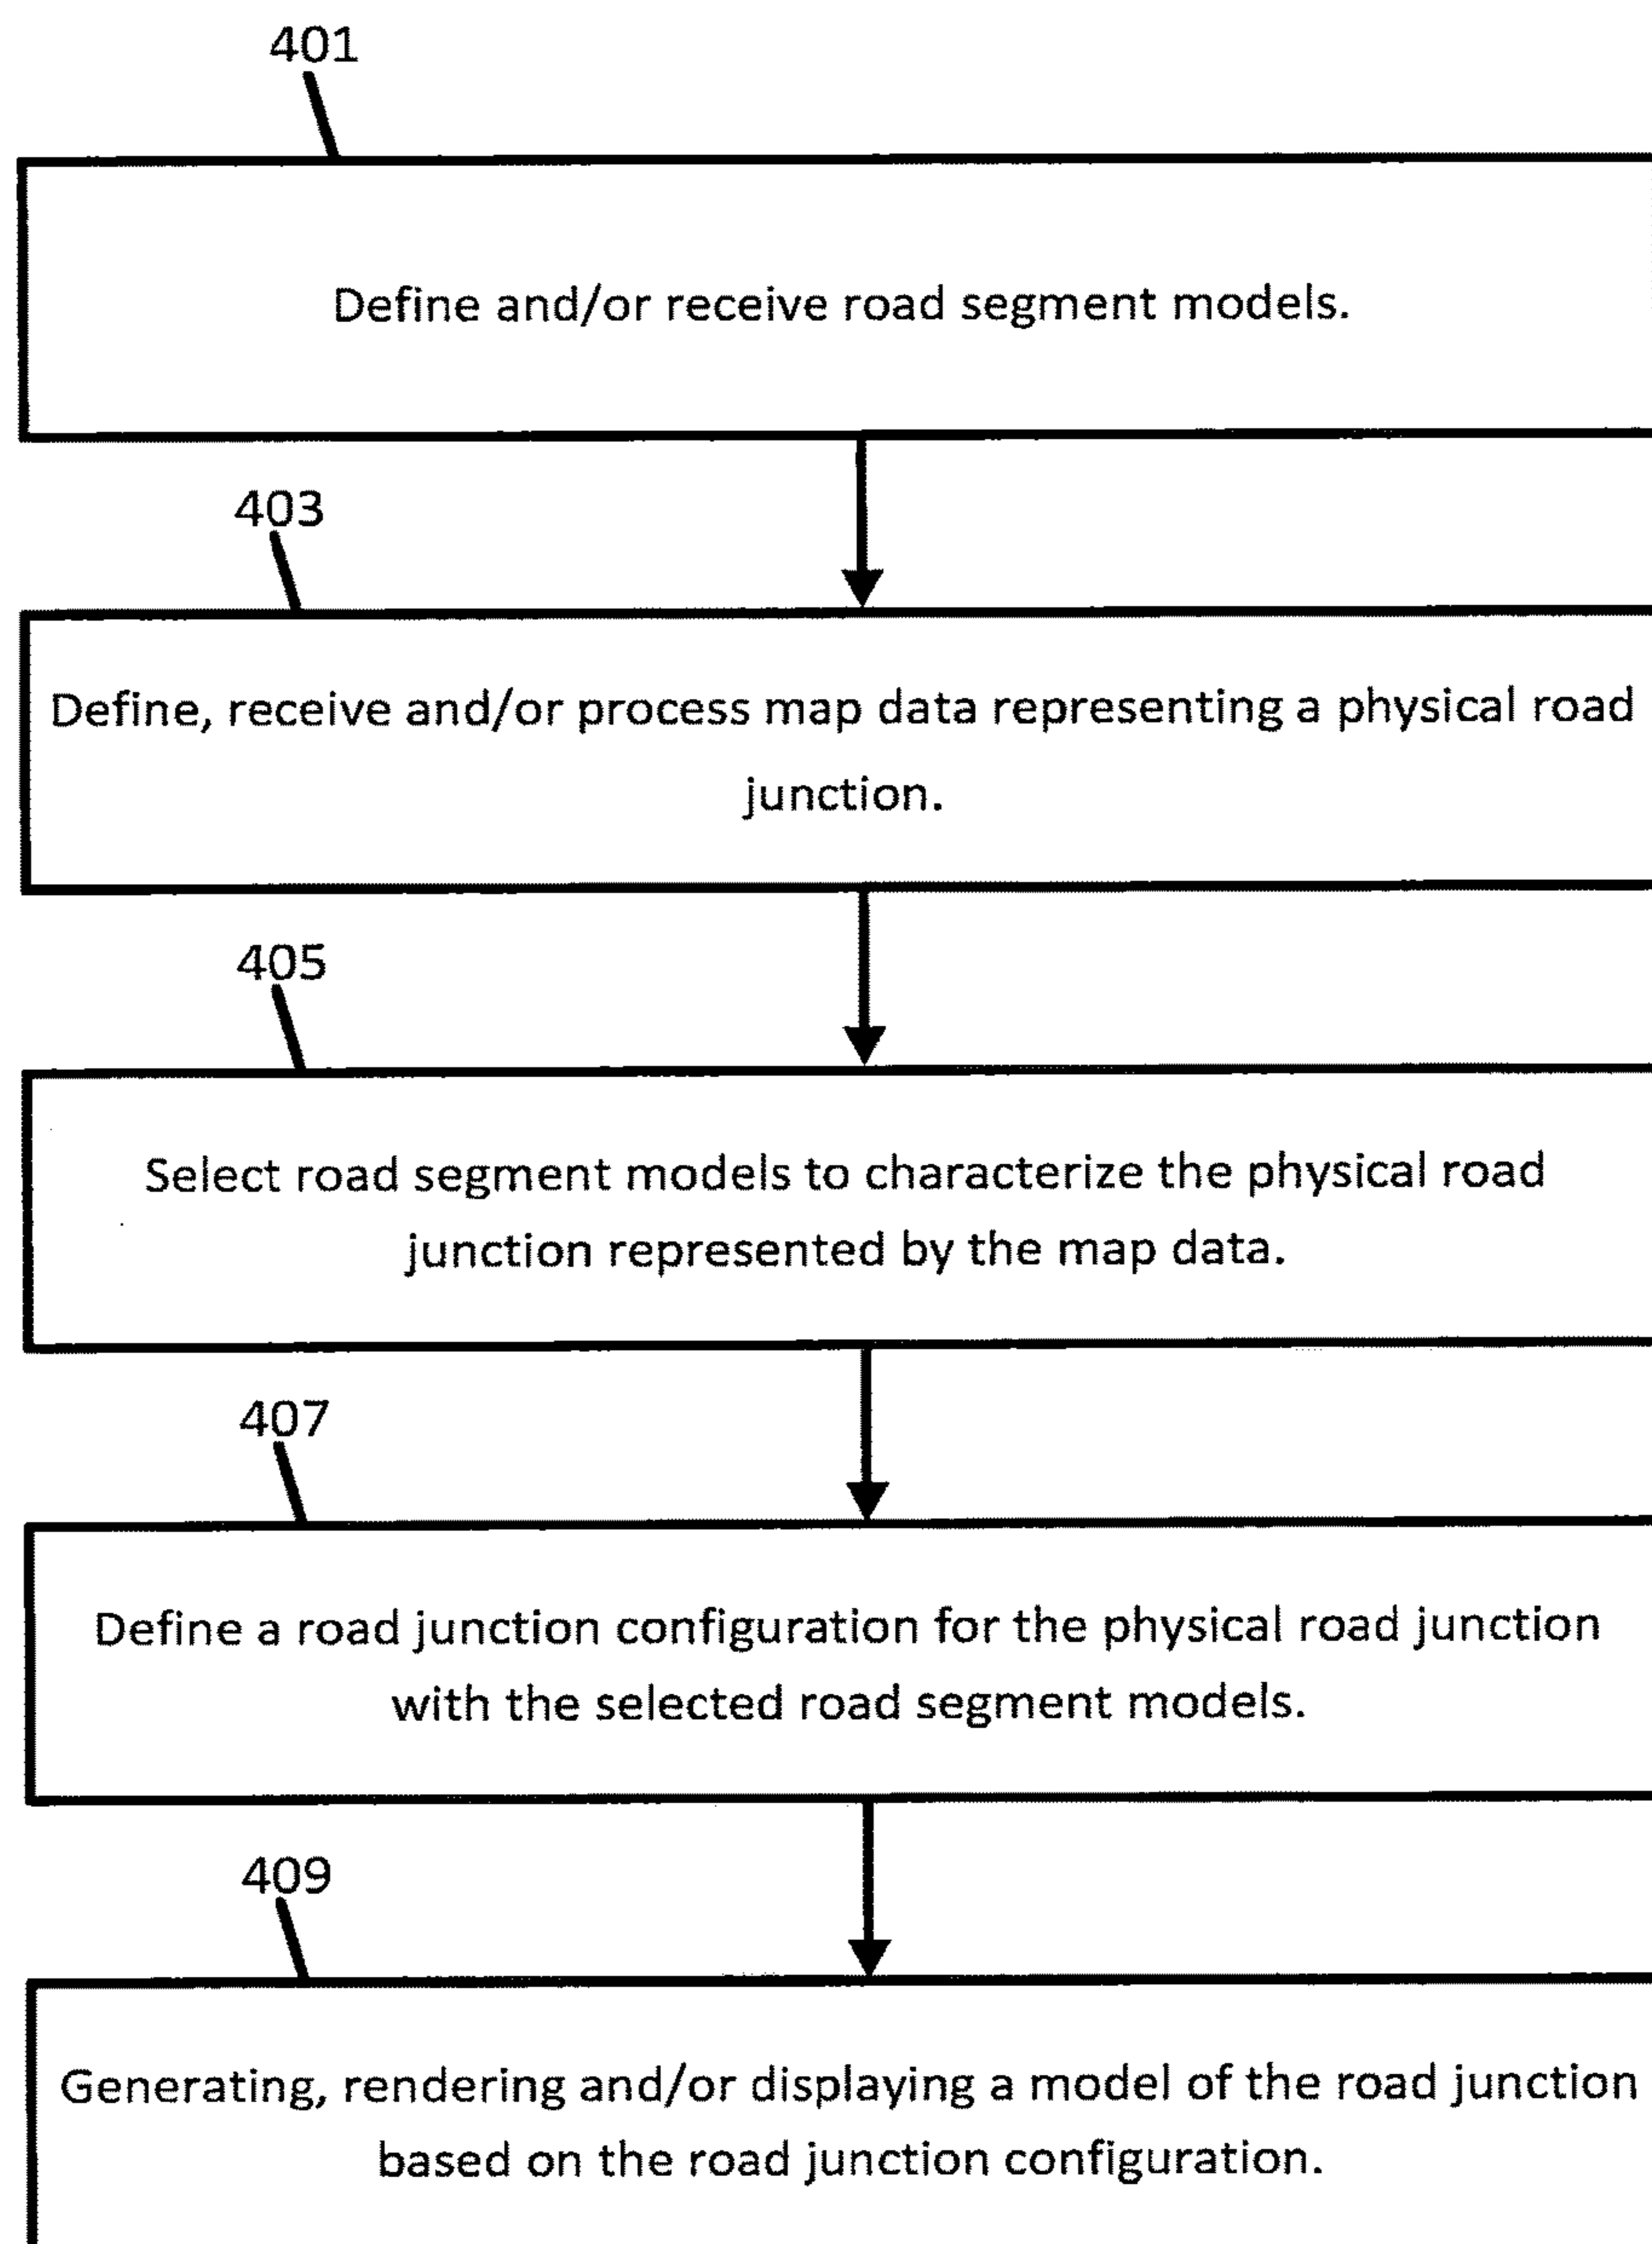 401
Define and/or receive road segment models.
403
Define, receive and/or process map data representing a physical road
junction.
405
Select road segment models to characterize the physical road
junction represented by the map data.
407
Define a road junction configuration for the physical road junction
with the selected road segment models.
409
Generating, rendering and/or displaying a model of the road junction
based on the road junction configuration.